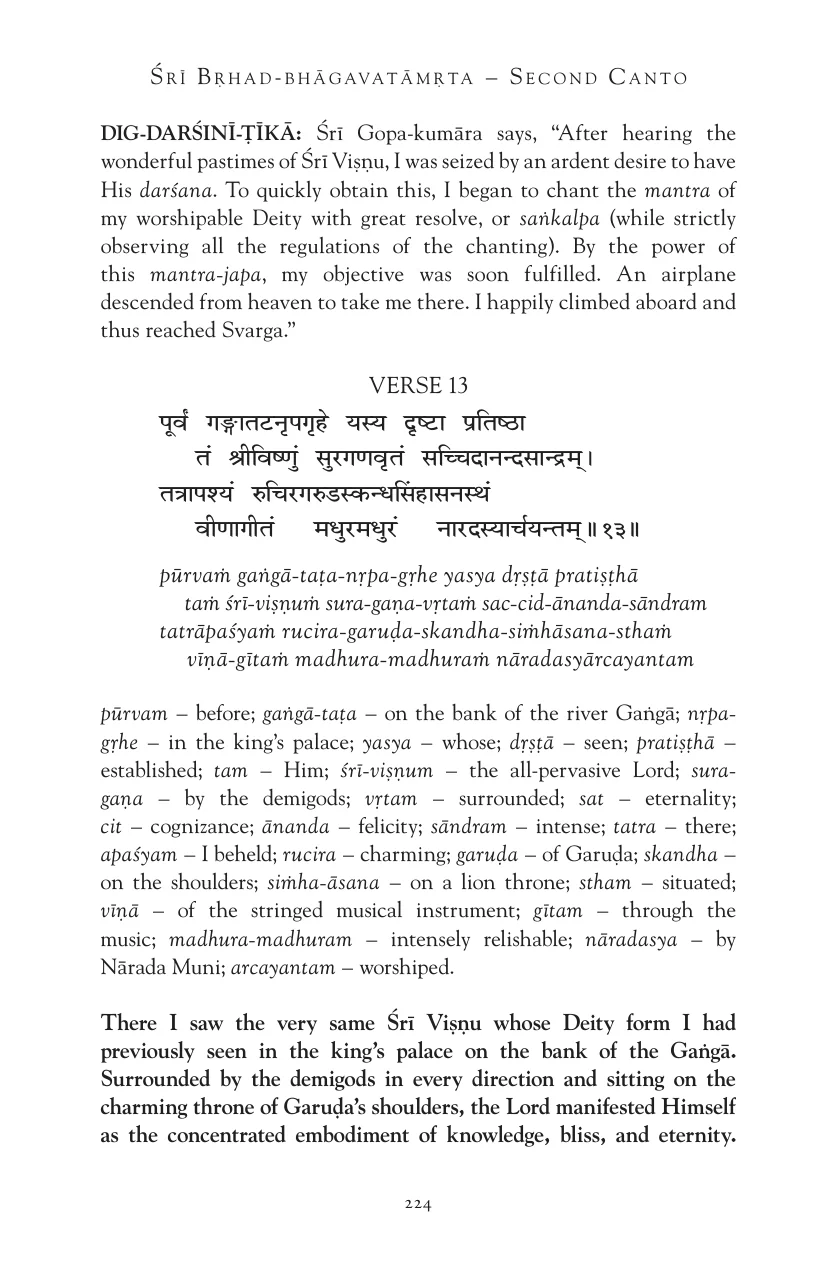 ŚRĪ BṚHAD-BHĀGAVATĀMṚTA – SECOND CANTO
DIG-DARŚINĪ-ṬĪKĀ: Śrī Gopa-kumāra says, “After hearing the
wonderful pastimes of Śrī Viṣṇu, I was seized by an ardent desire to have
His darśana. To quickly obtain this, I began to chant the mantra of
my worshipable Deity with great resolve, or saṅkalpa (while strictly
observing all the regulations of the chanting). By the power of
this mantra-japa, my objective was soon fulfilled. An airplane
descended from heaven to take me there. I happily climbed aboard and
thus reached Svarga.”
VERSE 13
पूर्वं गङ्गातटनृपगृहे यस्य दृष्टा प्रतिष्ठा
तं श्रीविष्णुं सुरगणवृतं सच्चिदानन्दसान्द्रम्।
तत्रापश्यं रुचिरगरुडस्कन्धसिंहासनस्थं
वीणागीतं मधुरमधुरं नारदस्यार्चयन्तम्॥१३॥
pūrvaṁ gaṅgā-taṭa-nṛpa-gṛhe yasya dṛṣṭā pratiṣṭhā
taṁ śrī-viṣṇuṁ sura-gaṇa-vṛtaṁ sac-cid-ānanda-sāndram
tatrāpaśyaṁ rucira-garuḍa-skandha-siṁhāsana-sthaṁ
vīṇā-gītaṁ madhura-madhuraṁ nāradasyārcayantam
pūrvam – before; gaṅgā-taṭa – on the bank of the river Gaṅgā; nṛpa-
gṛhe – in the king’s palace; yasya – whose; dṛṣṭā – seen; pratiṣṭhā –
established; tam – Him; śrī-viṣṇum – the all-pervasive Lord; sura-
gaṇa – by the demigods; vṛtam – surrounded; sat – eternality;
cit – cognizance; ānanda – felicity; sāndram – intense; tatra – there;
apaśyam – I beheld; rucira – charming; garuḍa – of Garuḍa; skandha –
on the shoulders; siṁha-āsana – on a lion throne; stham – situated;
vīṇā – of the stringed musical instrument; gītam – through the
music; madhura-madhuram – intensely relishable; nāradasya – by
Nārada Muni; arcayantam – worshiped.
There I saw the very same Śrī Viṣṇu whose Deity form I had
previously seen in the king’s palace on the bank of the Gaṅgā.
Surrounded by the demigods in every direction and sitting on the
charming throne of Garuḍa’s shoulders, the Lord manifested Himself
as the concentrated embodiment of knowledge, bliss, and eternity.
224